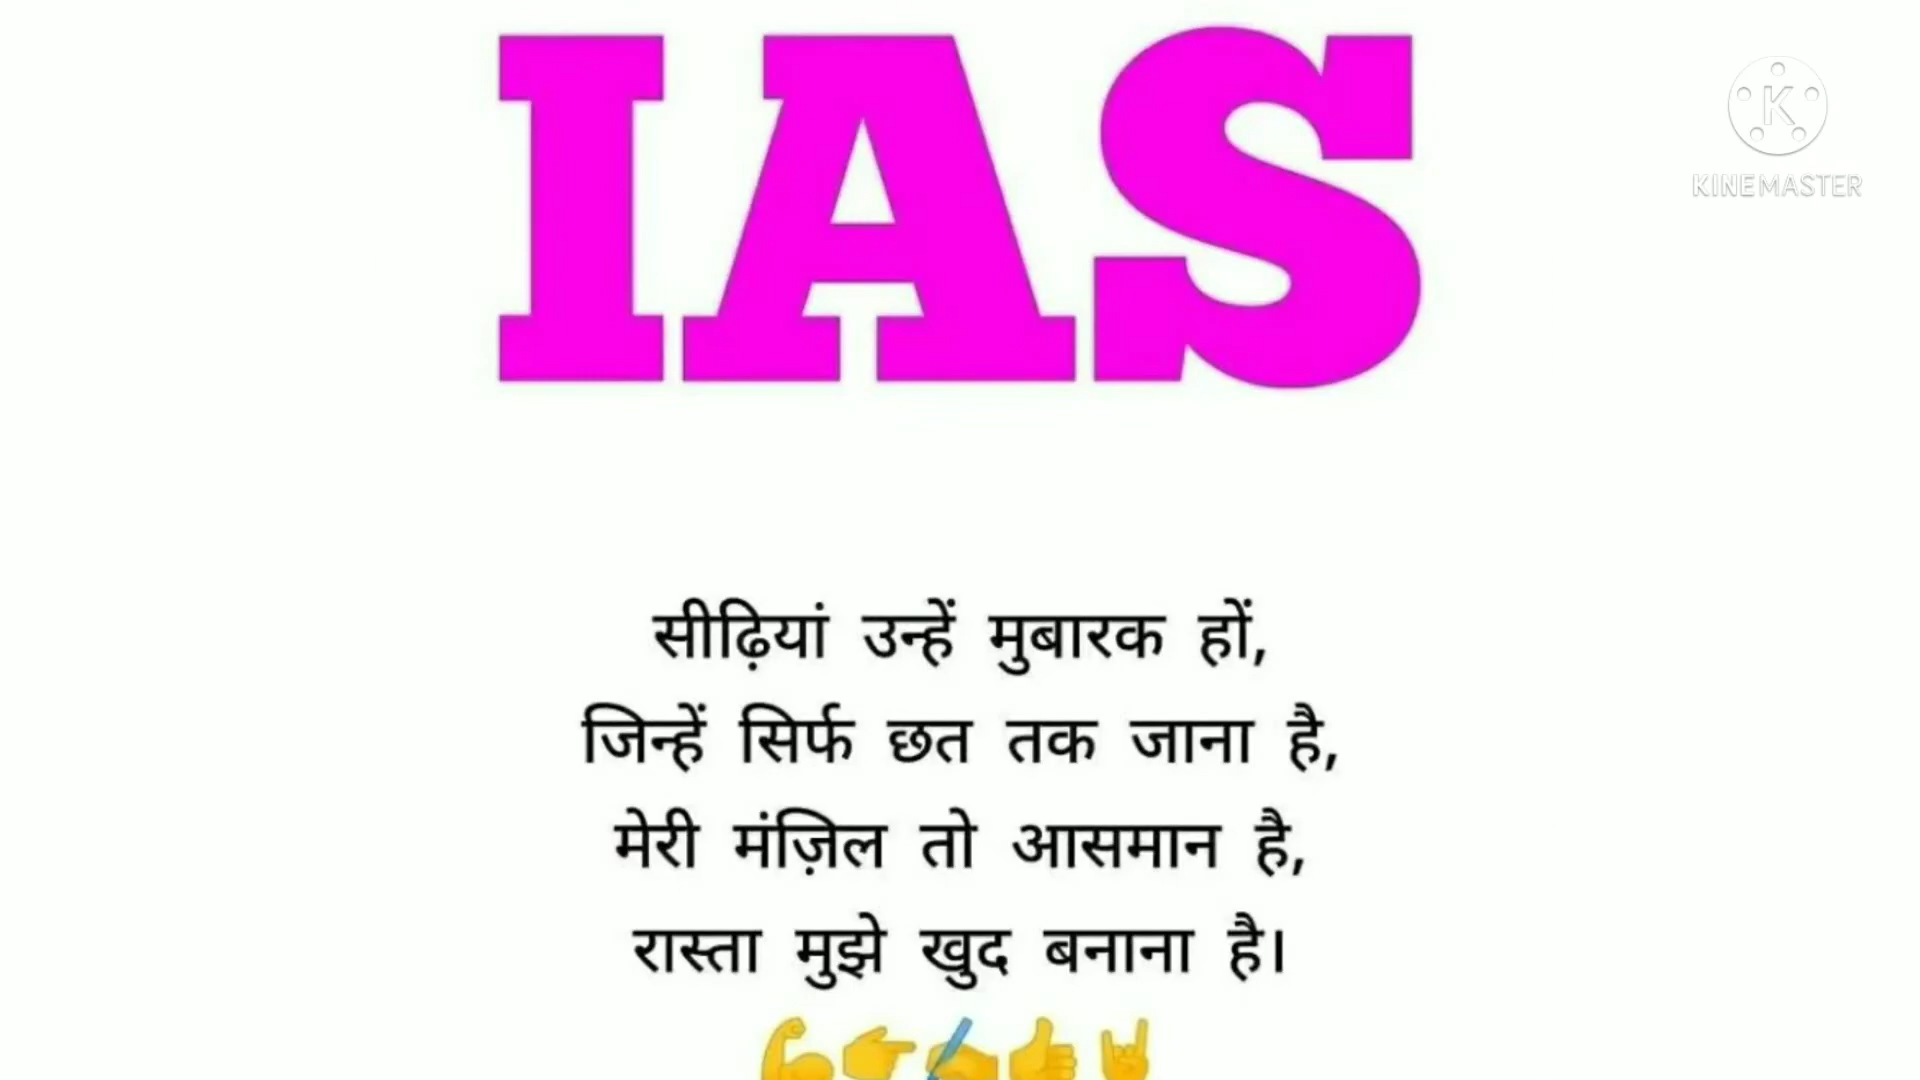 IAS
KINEMASTER
सीढ़ियां उन्हें मुबारक हों,
जिन्हें सिर्फ छत तक जाना है,
मेरी मंज़िल तो आसमान है,
रास्ता मुझे खुद बनाना है।